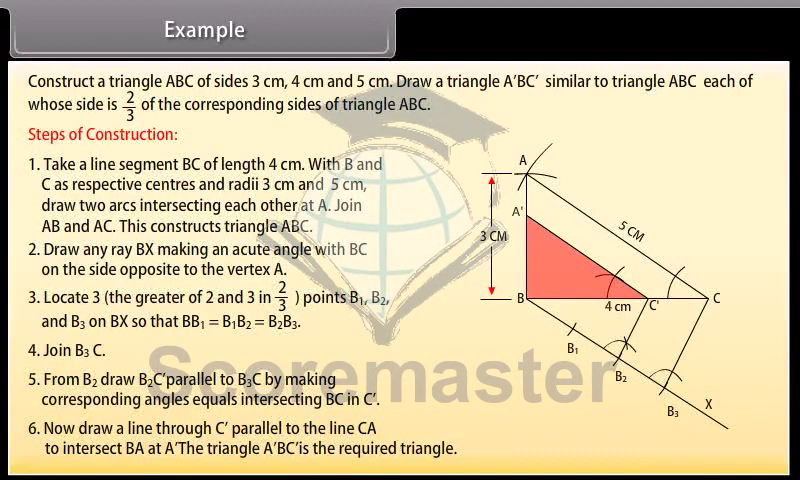 Example
Construct a triangle ABC of sides 3 cm, 4 cm and 5 cm. Draw a triangle A'BC' similar to triangle ABC each of
whose side is 2/3 of the corresponding sides of triangle ABC.
Steps of Construction:
1. Take a line segment BC of length 4 cm. With B and
C as respective centres and radii 3 cm and 5 cm,
draw two arcs intersecting each other at A. Join
AB and AC. This constructs triangle ABC.
2. Draw any ray BX making an acute angle with BC
on the side opposite to the vertex A.
3. Locate 3 (the greater of 2 and 3 in 2/3 ) points B₁, B₂,
and B₃ on BX so that BB₁ = B₁B₂ = B₂B₃.
4. Join B₃ C.
5. From B₂ draw B₂C'parallel to B₃C by making
corresponding angles equals intersecting BC in C'.
6. Now draw a line through C' parallel to the line CA
to intersect BA at A'The triangle A'BC'is the required triangle.
A
A'
3 CM
5 CM
B
4 cm
C'
C
B₁
B₂
B₃
X
Scoremaster